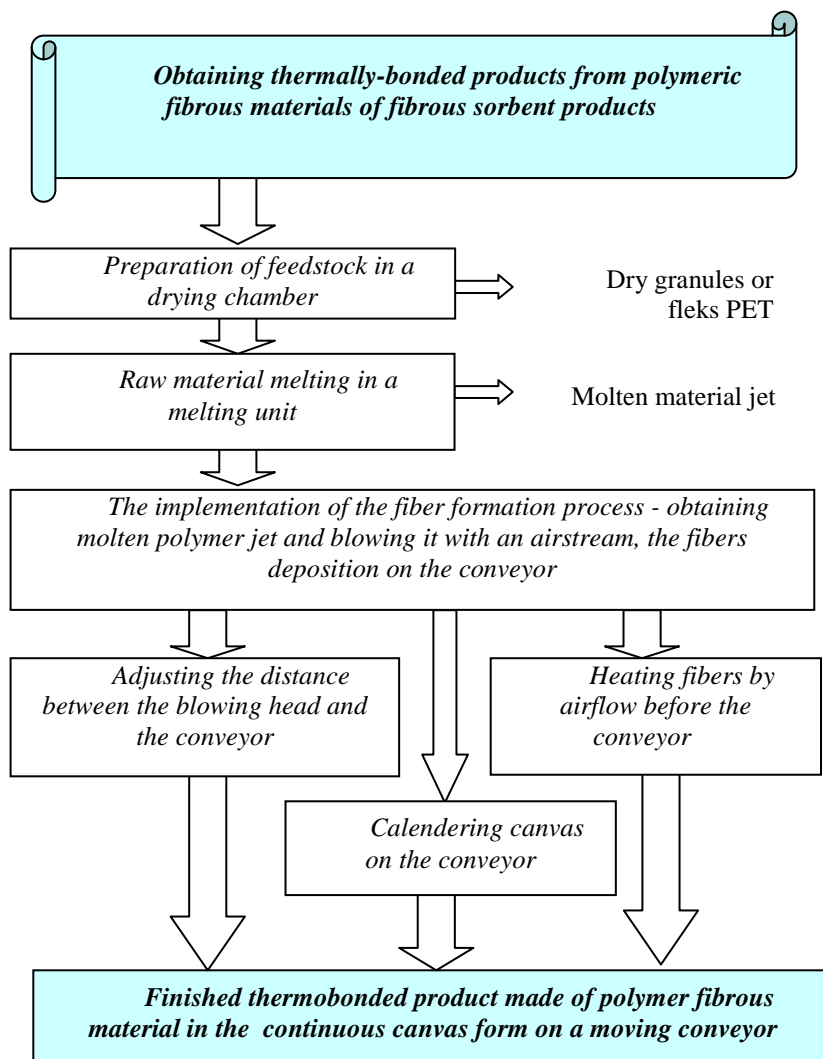 Obtaining thermally-bonded products from polymeric
fibrous materials of fibrous sorbent products
Preparation of feedstock in a
drying chamber
Dry granules or
fleks PET
Raw material melting in a
melting unit
Molten material jet
The implementation of the fiber formation process - obtaining
molten polymer jet and blowing it with an airstream, the fibers
deposition on the conveyor
Adjusting the distance
between the blowing head and
the conveyor
Heating fibers by
airflow before the
conveyor
Calendering canvas
on the conveyor
Finished thermobonded product made of polymer fibrous
material in the continuous canvas form on a moving conveyor